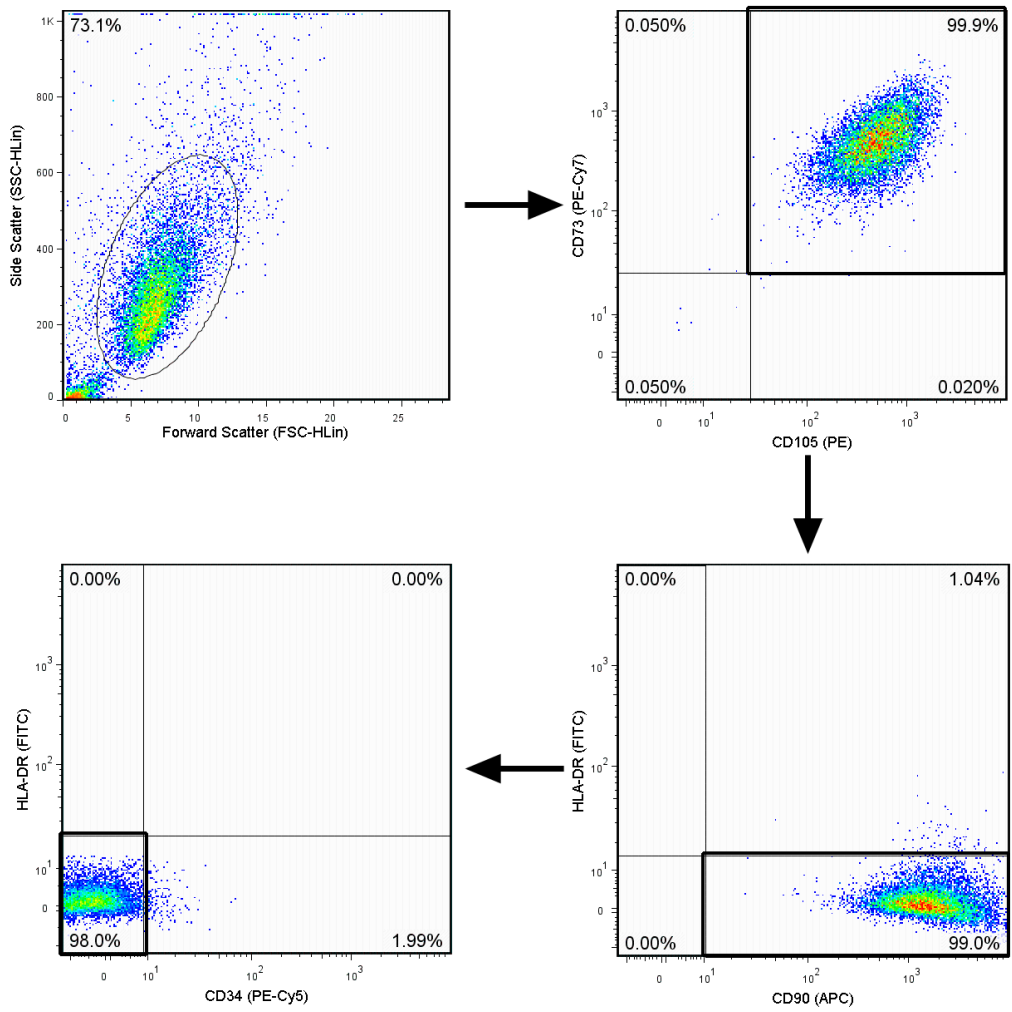 73.1%
1K
800
600
400
200
0
0 5 10 15 20 25
Side Scatter (SSC-HLin)
Forward Scatter (FSC-HLin)
0.050% 99.9%
10³
10²
10¹
0
0.050% 0.020%
0 10¹ 10² 10³
CD73 (PE-Cy7)
CD105 (PE)
0.00% 0.00%
10³
10²
10¹
0
98.0% 1.99%
0 10¹ 10² 10³
HLA-DR (FITC)
CD34 (PE-Cy5)
0.00% 1.04%
10³
10²
10¹
0
0.00% 99.0%
0 10¹ 10² 10³
HLA-DR (FITC)
CD90 (APC)